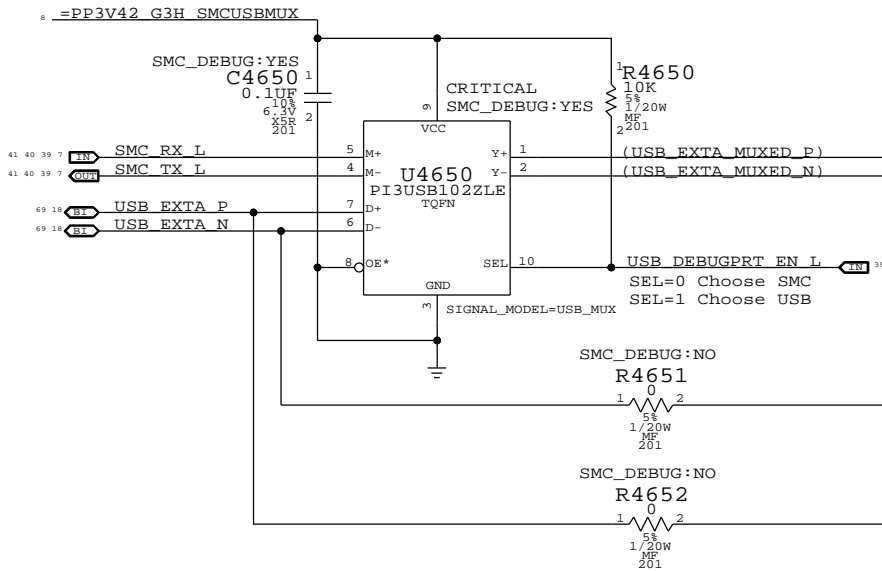 8 =PP3V42_G3H_SMCUSBMUX
SMC_DEBUG:YES
C4650 1
0.1UF
10%
6.3V
X5R
201
2
CRITICAL
SMC_DEBUG:YES
1 R4650
10K
5%
1/20W
MF
201
2
9
VCC
41 40 39 7 IN SMC_RX_L 5 M+
41 40 39 7 OUT SMC_TX_L 4 M-
69 18 BI USB_EXTA_P 7 D+
69 18 BI USB_EXTA_N 6 D-
8 OE*
U4650
PI3USB102ZLE
TQFN
Y+ 1 (USB_EXTA_MUXED_P)
Y- 2 (USB_EXTA_MUXED_N)
SEL 10 USB_DEBUGPRT_EN_L IN 39
SEL=0 Choose SMC
SEL=1 Choose USB
GND
3
SIGNAL_MODEL=USB_MUX
SMC_DEBUG:NO
R4651
0
1 2
5%
1/20W
MF
201
SMC_DEBUG:NO
R4652
0
1 2
5%
1/20W
MF
201